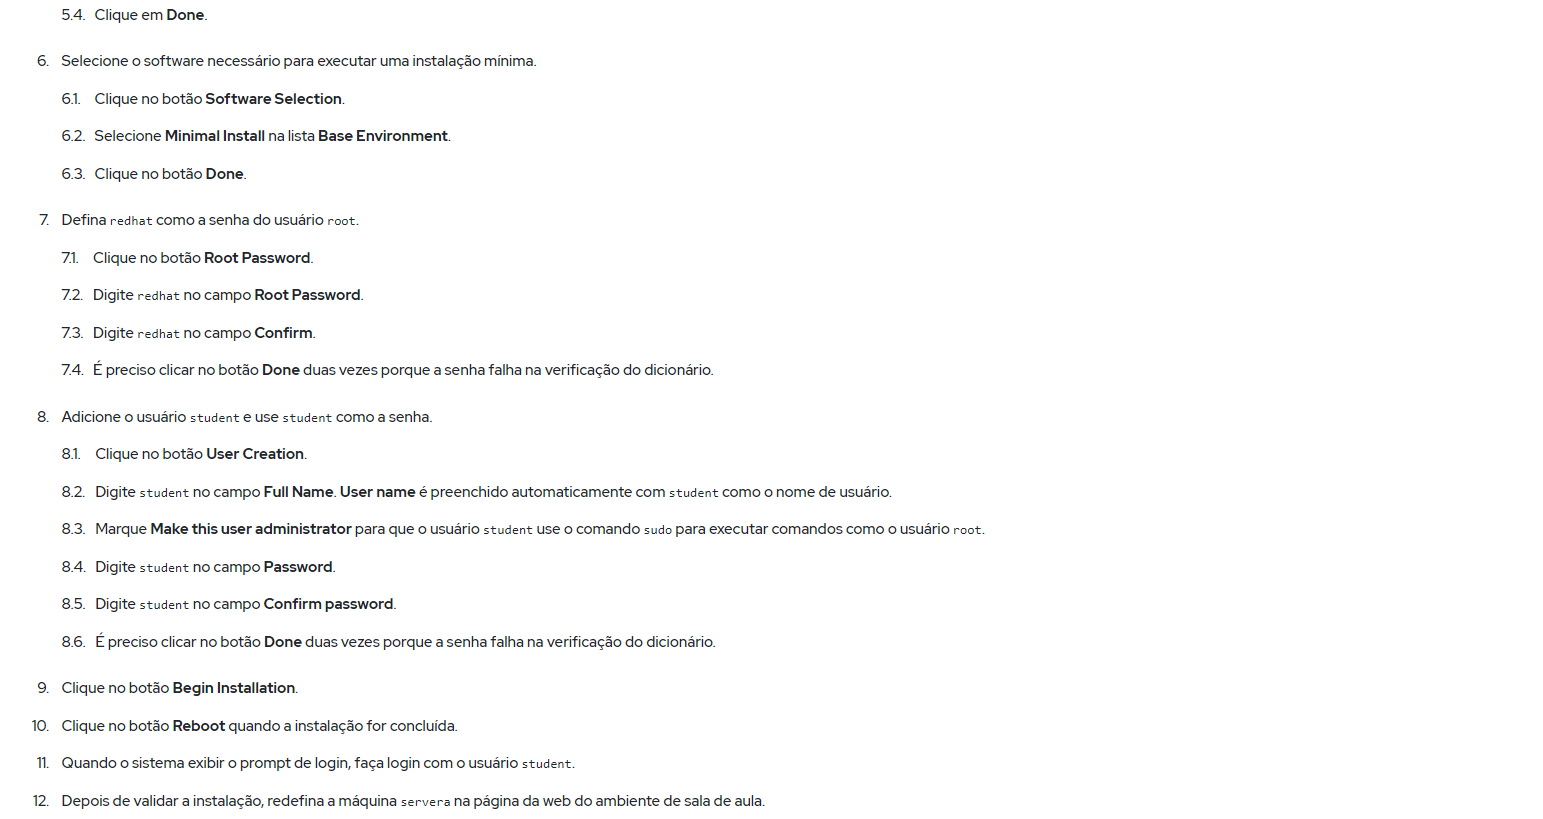 5.4. Clique em Done.
6. Selecione o software necessário para executar uma instalação mínima.
6.1. Clique no botão Software Selection.
6.2. Selecione Minimal Install na lista Base Environment.
6.3. Clique no botão Done.
7. Defina redhat como a senha do usuário root.
7.1. Clique no botão Root Password.
7.2. Digite redhat no campo Root Password.
7.3. Digite redhat no campo Confirm.
7.4. É preciso clicar no botão Done duas vezes porque a senha falha na verificação do dicionário.
8. Adicione o usuário student e use student como a senha.
8.1. Clique no botão User Creation.
8.2. Digite student no campo Full Name. User name é preenchido automaticamente com student como o nome de usuário.
8.3. Marque Make this user administrator para que o usuário student use o comando sudo para executar comandos como o usuário root.
8.4. Digite student no campo Password.
8.5. Digite student no campo Confirm password.
8.6. É preciso clicar no botão Done duas vezes porque a senha falha na verificação do dicionário.
9. Clique no botão Begin Installation.
10. Clique no botão Reboot quando a instalação for concluída.
11. Quando o sistema exibir o prompt de login, faça login com o usuário student.
12. Depois de validar a instalação, redefina a máquina servera na página da web do ambiente de sala de aula.